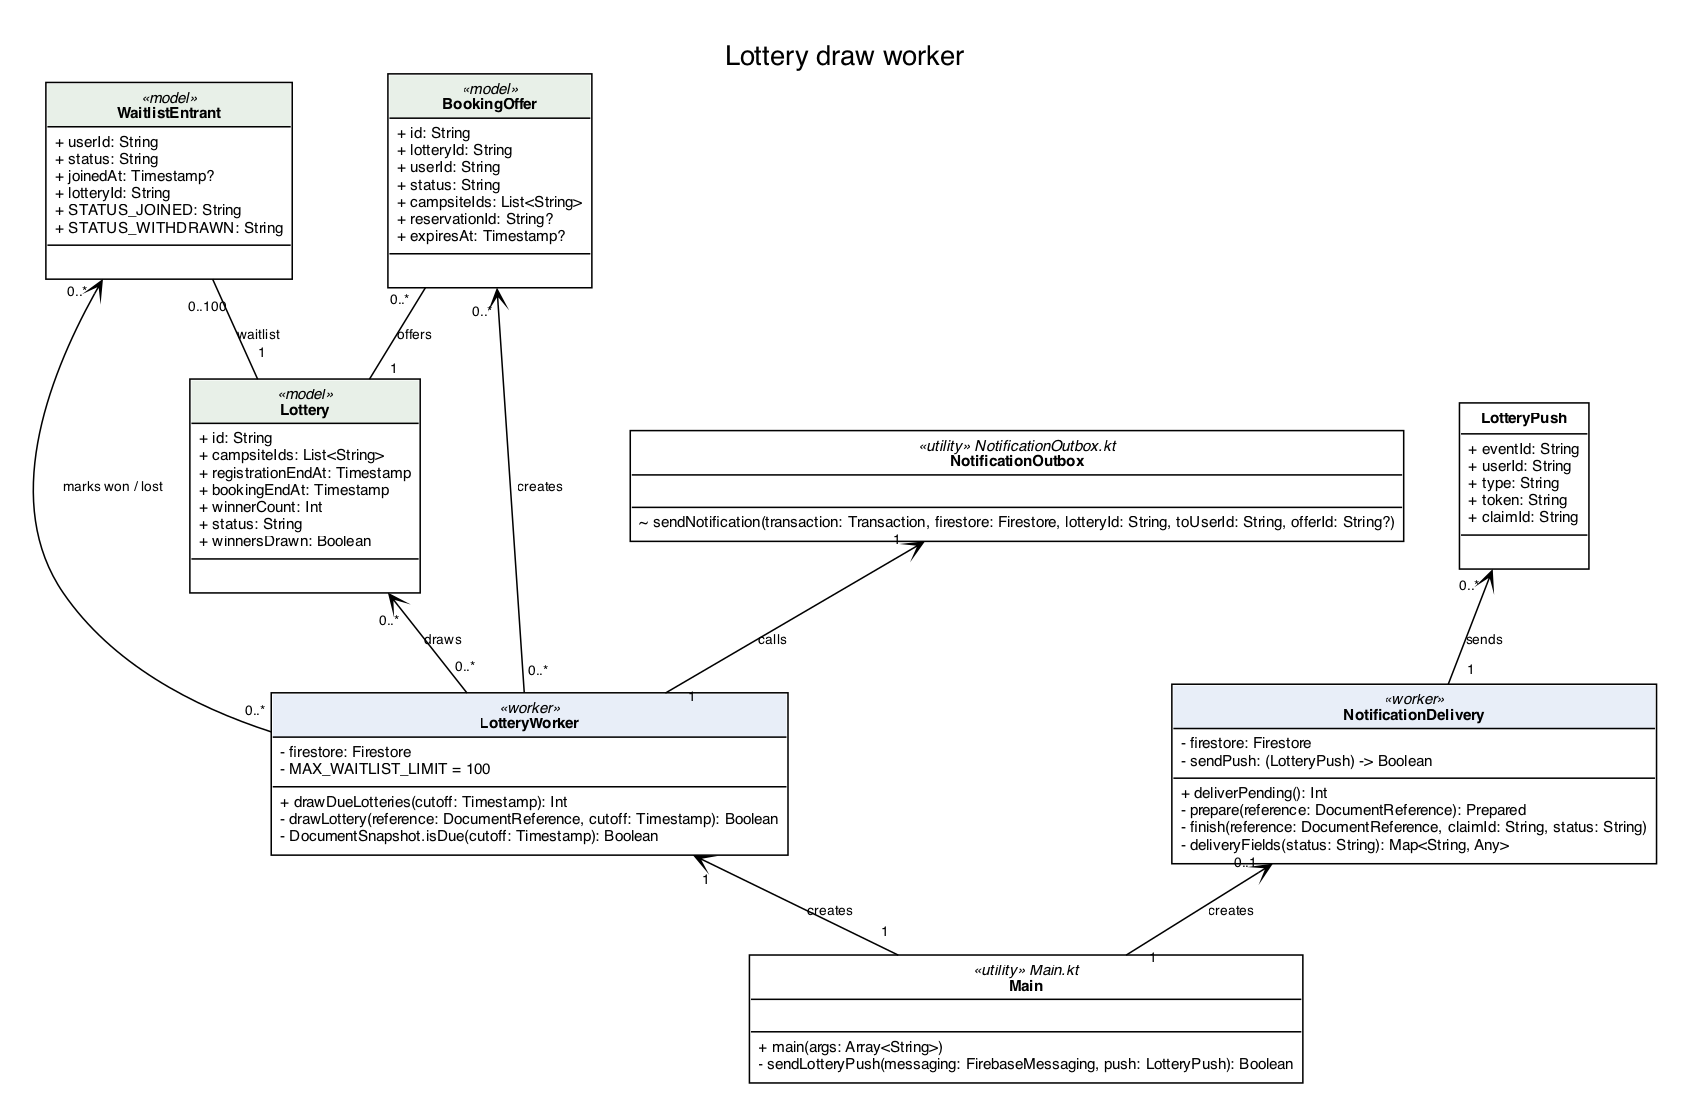 Lottery draw worker
«model»
WaitlistEntrant
+ userId: String
+ status: String
+ joinedAt: Timestamp?
+ lotteryId: String
+ STATUS_JOINED: String
+ STATUS_WITHDRAWN: String
«model»
BookingOffer
+ id: String
+ lotteryId: String
+ userId: String
+ status: String
+ campsiteIds: List<String>
+ reservationId: String?
+ expiresAt: Timestamp?
0..*
0..100
waitlist
1
0..*
offers
1
0..*
«model»
Lottery
+ id: String
+ campsiteIds: List<String>
+ registrationEndAt: Timestamp
+ bookingEndAt: Timestamp
+ winnerCount: Int
+ status: String
+ winnersDrawn: Boolean
marks won / lost
creates
«utility» NotificationOutbox.kt
NotificationOutbox
~ sendNotification(transaction: Transaction, firestore: Firestore, lotteryId: String, toUserId: String, offerId: String?)
LotteryPush
+ eventId: String
+ userId: String
+ type: String
+ token: String
+ claimId: String
0..*
draws
0..*
0..*
1
calls
1
0..*
sends
1
0..*
«worker»
LotteryWorker
- firestore: Firestore
- MAX_WAITLIST_LIMIT = 100
+ drawDueLotteries(cutoff: Timestamp): Int
- drawLottery(reference: DocumentReference, cutoff: Timestamp): Boolean
- DocumentSnapshot.isDue(cutoff: Timestamp): Boolean
«worker»
NotificationDelivery
- firestore: Firestore
- sendPush: (LotteryPush) -> Boolean
+ deliverPending(): Int
- prepare(reference: DocumentReference): Prepared
- finish(reference: DocumentReference, claimId: String, status: String)
- deliveryFields(status: String): Map<String, Any>
1
creates
1
0..1
creates
1
«utility» Main.kt
Main
+ main(args: Array<String>)
- sendLotteryPush(messaging: FirebaseMessaging, push: LotteryPush): Boolean